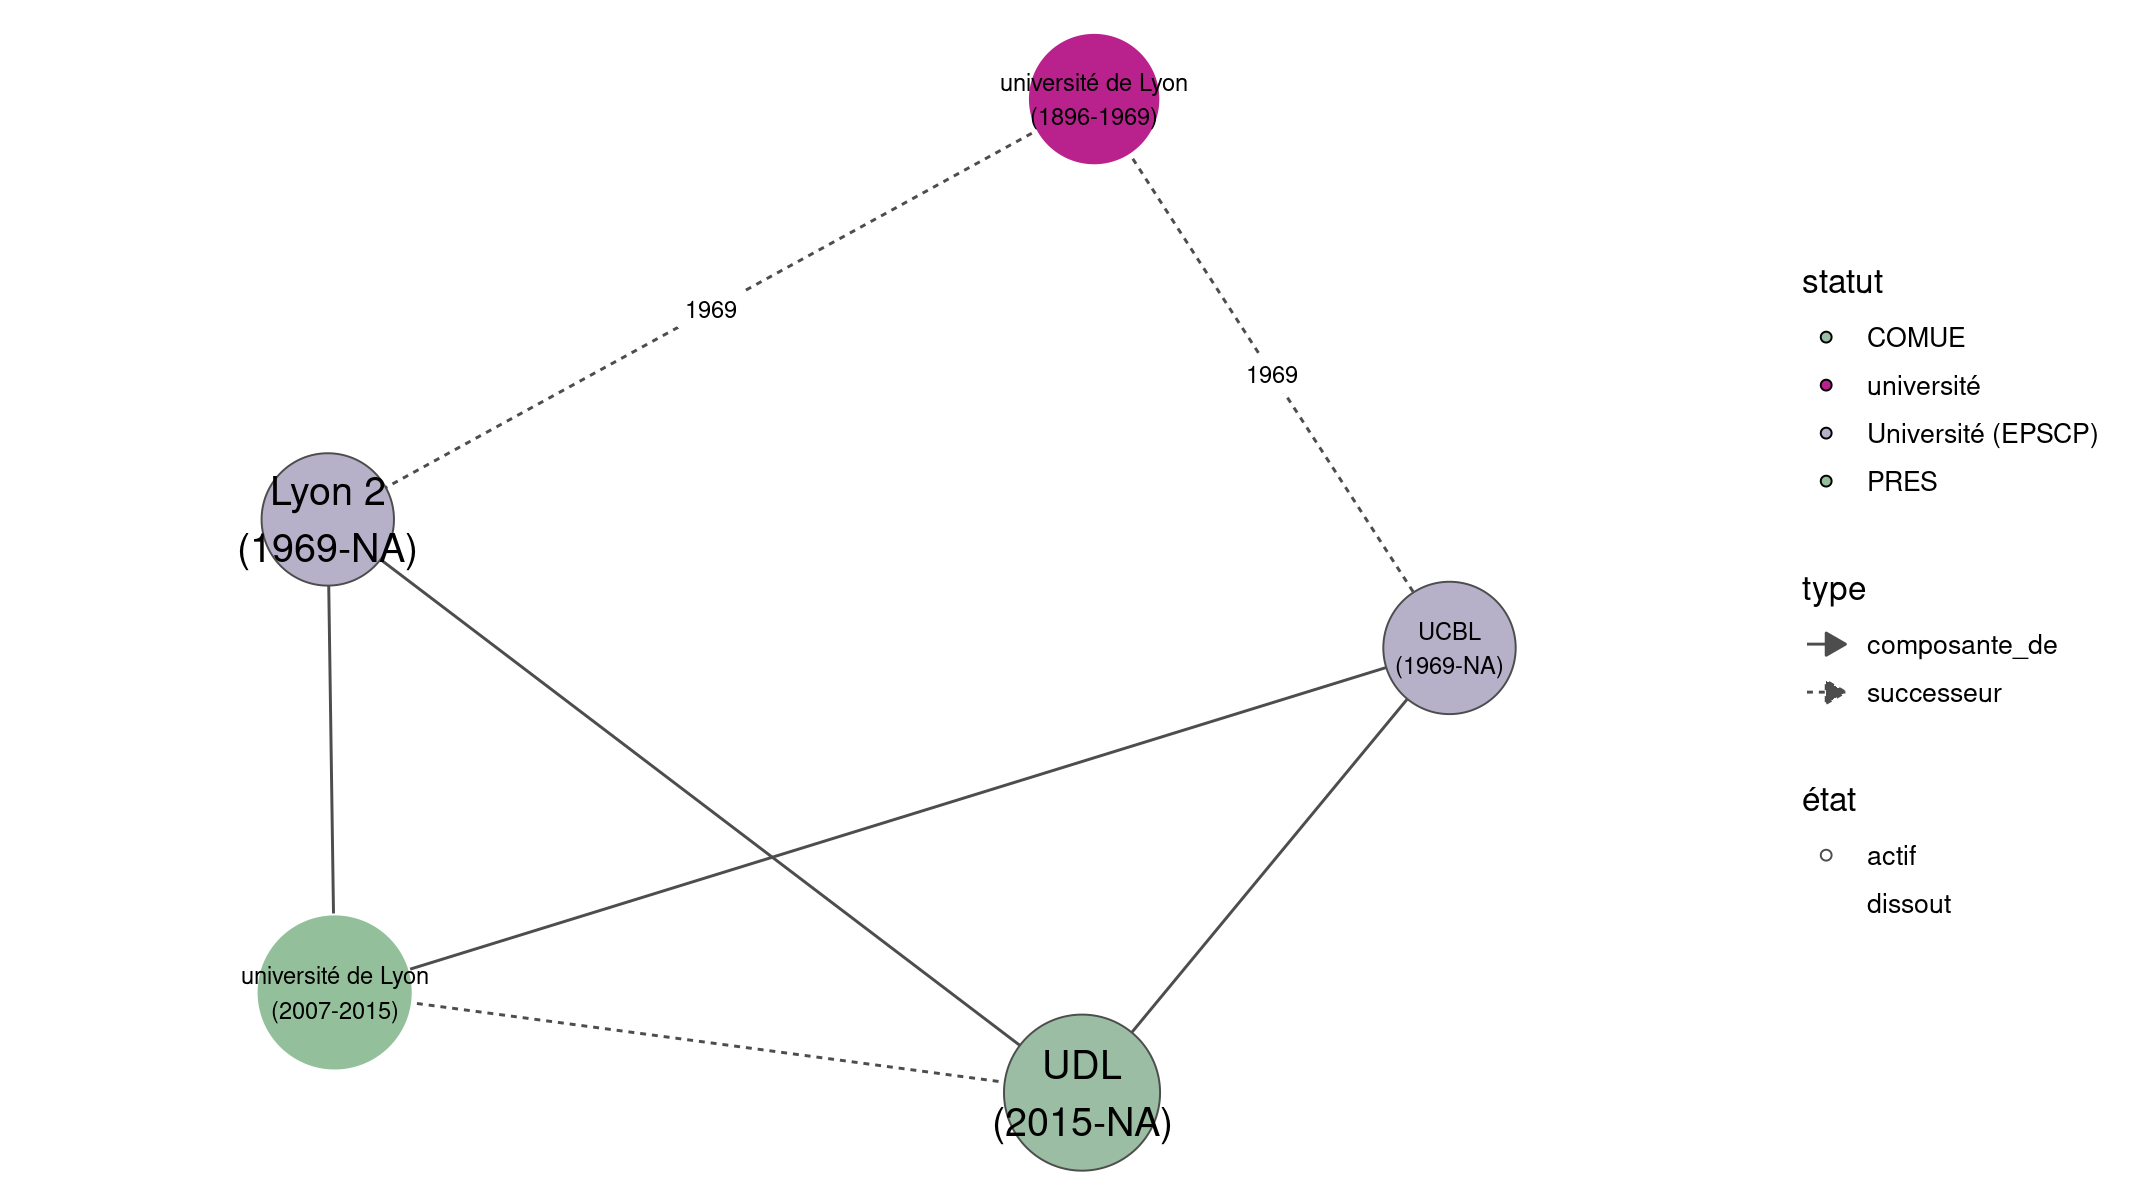 université de Lyon
(1896-1969)
1969
1969
Lyon 2
(1969-NA)
UCBL
(1969-NA)
université de Lyon
(2007-2015)
UDL
(2015-NA)
statut
COMUE
université
Université (EPSCP)
PRES
type
composante_de
successeur
état
actif
dissout